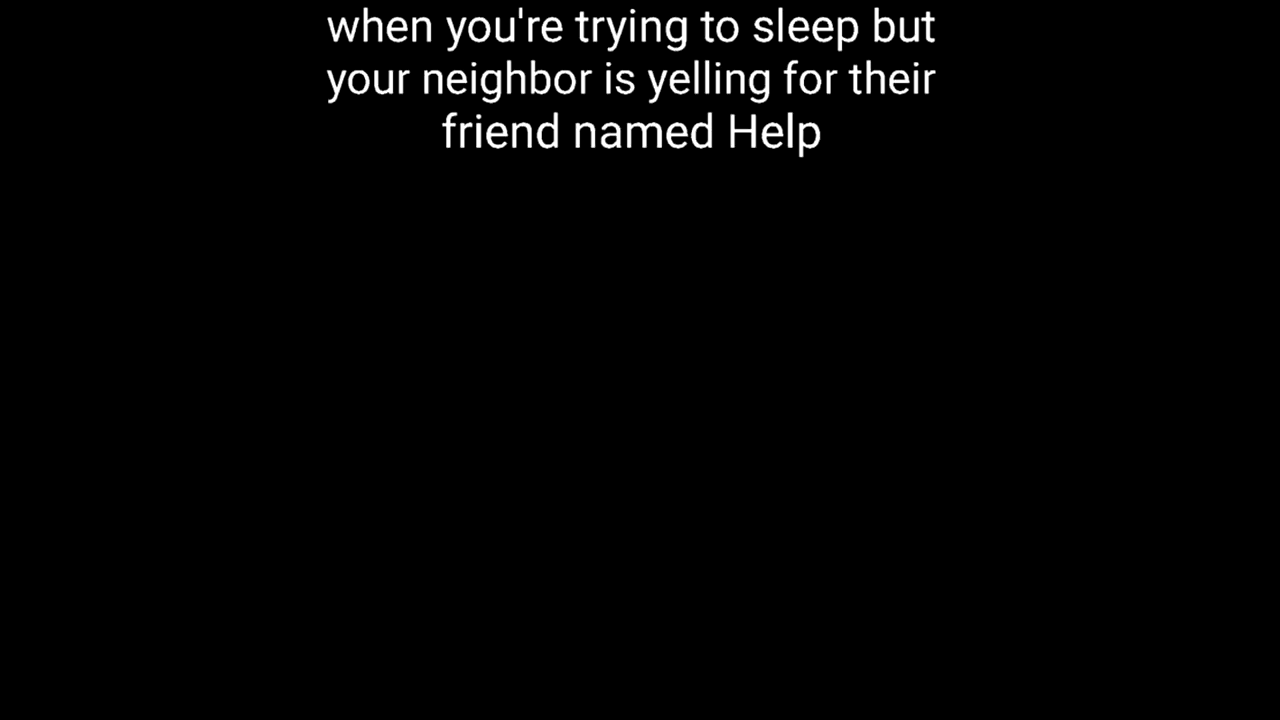 when you're trying to sleep but
your neighbor is yelling for their
friend named Help